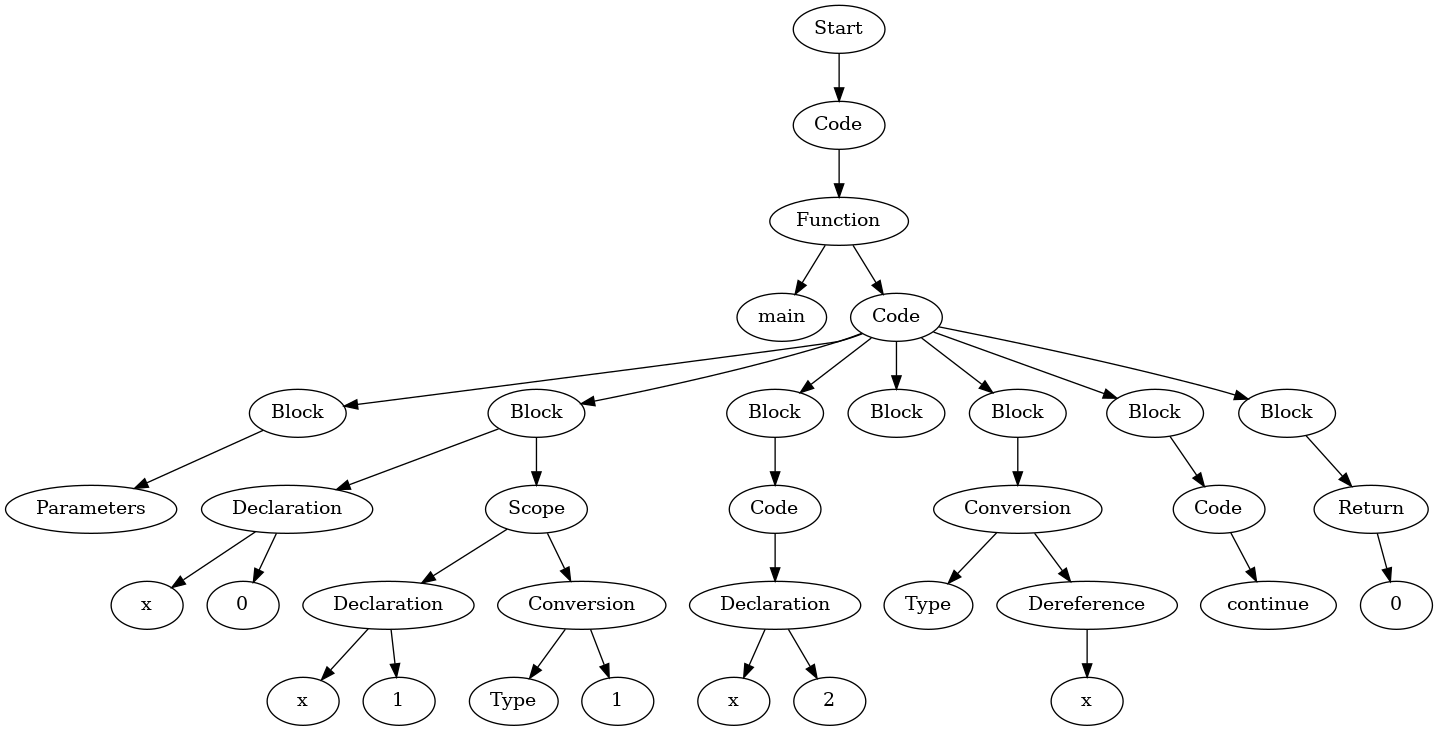 Start
Code
Function
main Code
Block Block Block Block Block Block Block
Parameters Declaration Scope Code Conversion Code Return
x 0 Declaration Conversion Declaration Type Dereference continue 0
x 1 Type 1 x 2 x